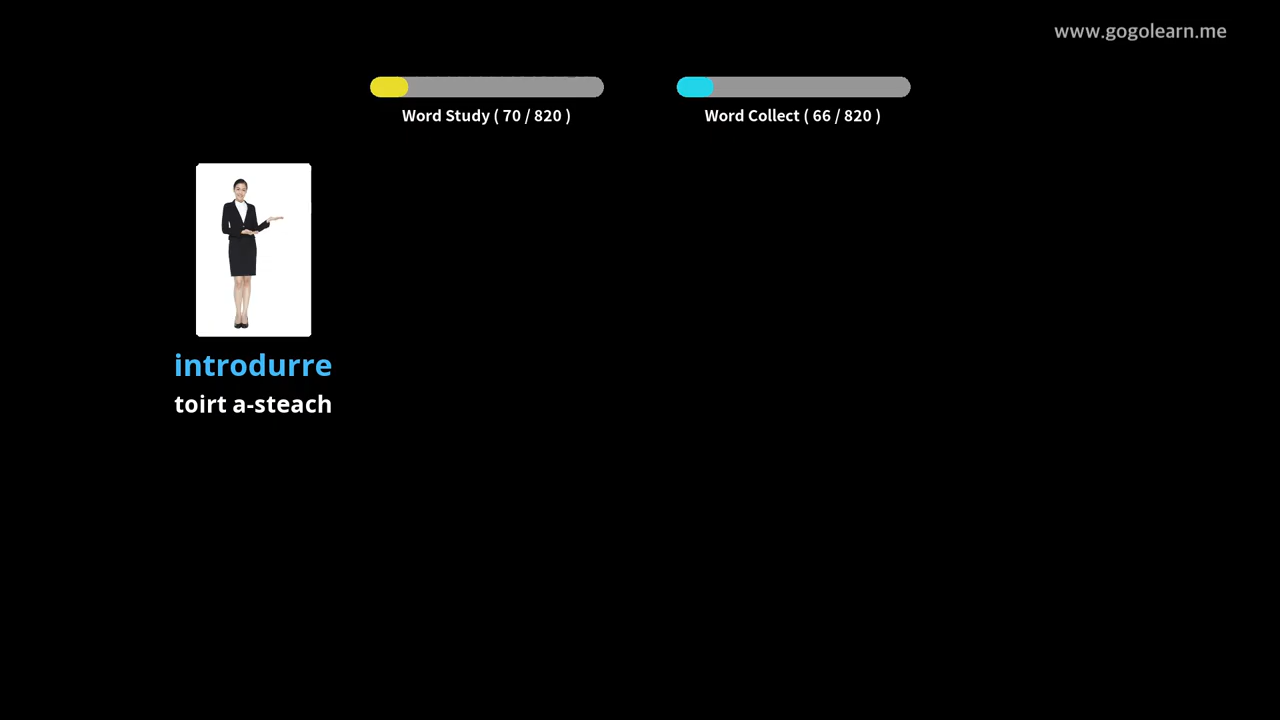 www.gogolearn.me
Word Study ( 70 / 820 )
Word Collect ( 66 / 820 )
introdurre
toirt a-steach